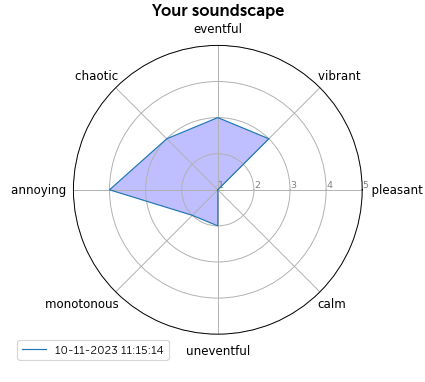 Your soundscape
eventful
chaotic
vibrant
annoying
1 2 3 4 5
pleasant
monotonous
calm
uneventful
10-11-2023 11:15:14